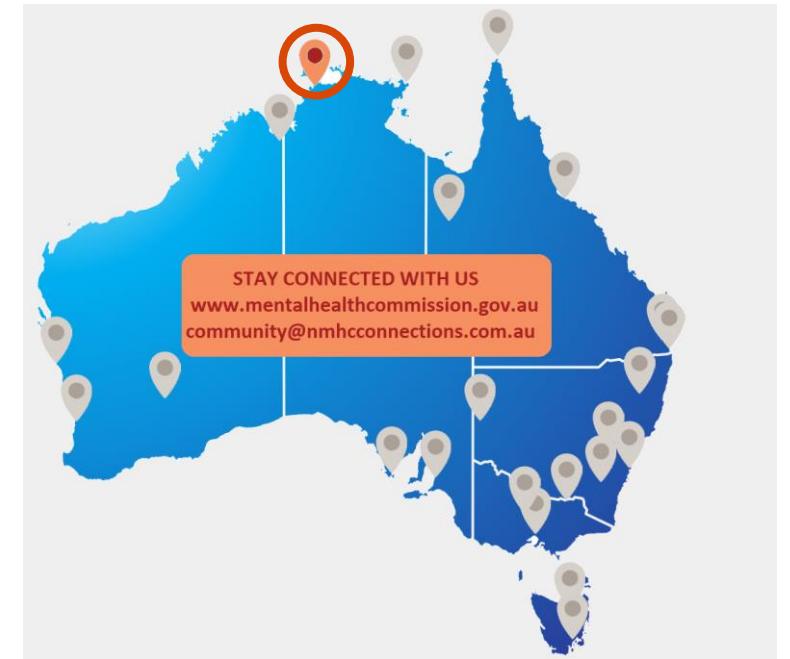 STAY CONNECTED WITH US
www.mentalhealthcommission.gov.au
community@nmhcconnections.com.au